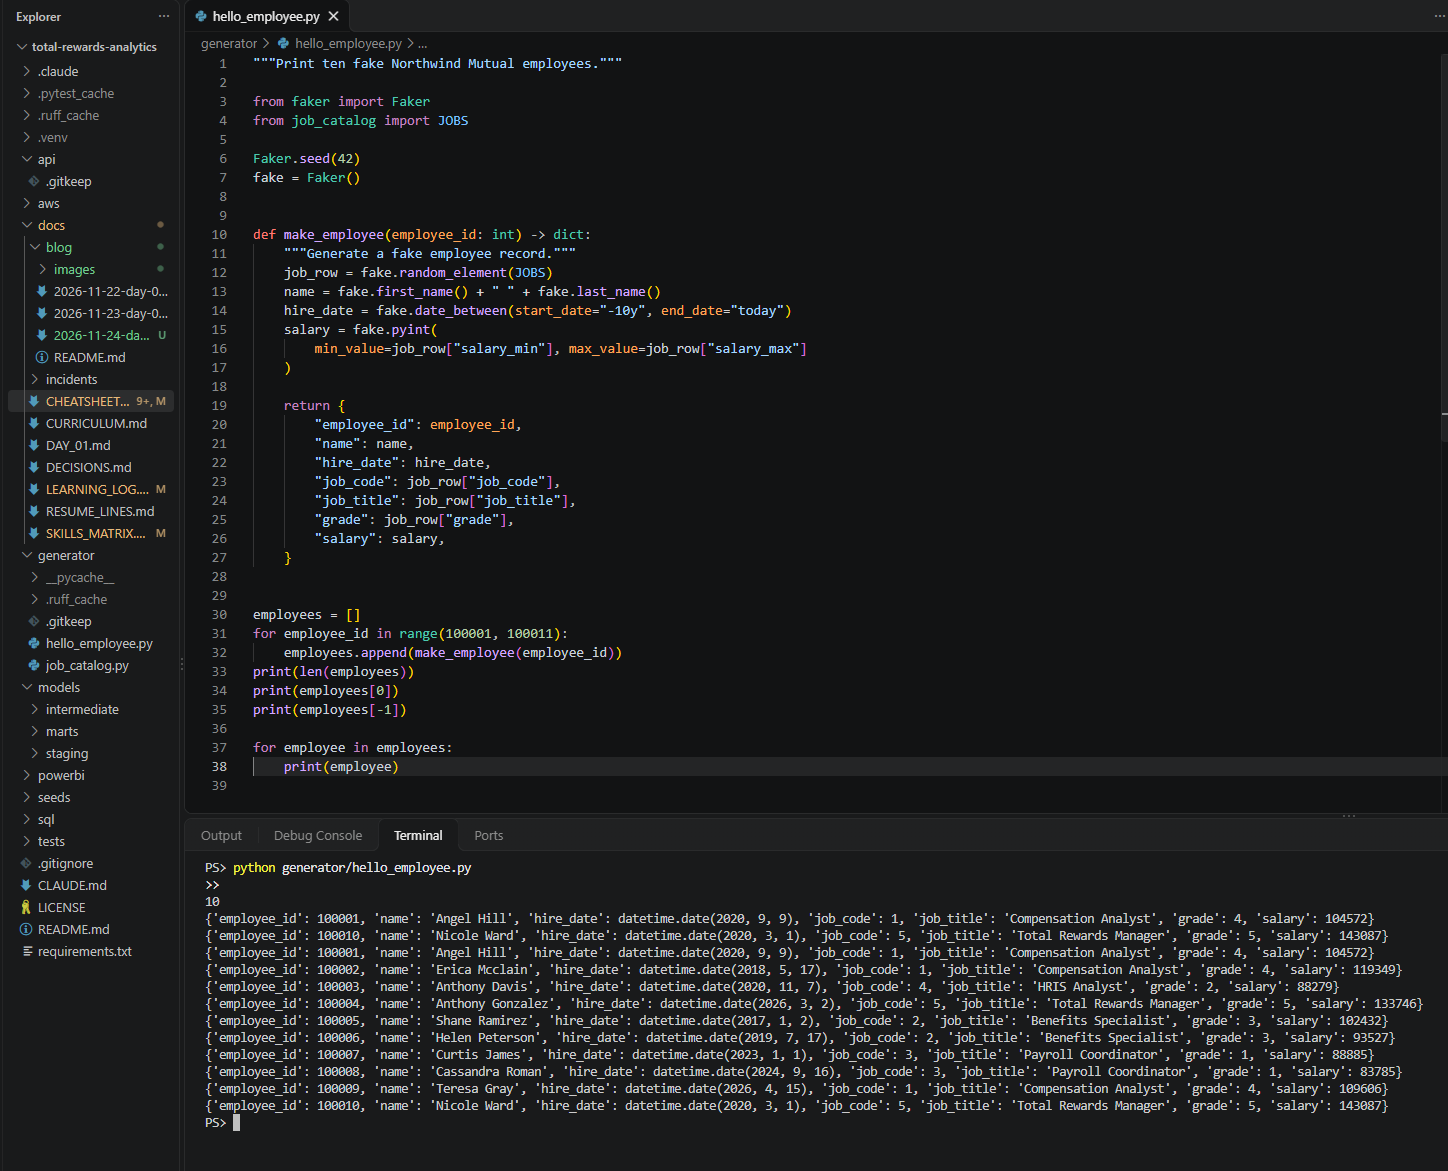 Explorer
total-rewards-analytics
.claude
.pytest_cache
.ruff_cache
.venv
api
.gitkeep
aws
docs
blog
images
2026-11-22-day-0...
2026-11-23-day-0...
2026-11-24-da... U
README.md
incidents
CHEATSHEET... 9+, M
CURRICULUM.md
DAY_01.md
DECISIONS.md
LEARNING_LOG.... M
RESUME_LINES.md
SKILLS_MATRIX.... M
generator
__pycache__
.ruff_cache
.gitkeep
hello_employee.py
job_catalog.py
models
intermediate
marts
staging
powerbi
seeds
sql
tests
.gitignore
CLAUDE.md
LICENSE
README.md
requirements.txt
hello_employee.py
generator > hello_employee.py > ...
1 """Print ten fake Northwind Mutual employees."""
2
3 from faker import Faker
4 from job_catalog import JOBS
5
6 Faker.seed(42)
7 fake = Faker()
8
9
10 def make_employee(employee_id: int) -> dict:
11     """Generate a fake employee record."""
12     job_row = fake.random_element(JOBS)
13     name = fake.first_name() + " " + fake.last_name()
14     hire_date = fake.date_between(start_date="-10y", end_date="today")
15     salary = fake.pyint(
16         min_value=job_row["salary_min"], max_value=job_row["salary_max"]
17     )
18
19     return {
20         "employee_id": employee_id,
21         "name": name,
22         "hire_date": hire_date,
23         "job_code": job_row["job_code"],
24         "job_title": job_row["job_title"],
25         "grade": job_row["grade"],
26         "salary": salary,
27     }
28
29
30 employees = []
31 for employee_id in range(100001, 100011):
32     employees.append(make_employee(employee_id))
33 print(len(employees))
34 print(employees[0])
35 print(employees[-1])
36
37 for employee in employees:
38     print(employee)
39
Output Debug Console Terminal Ports
PS> python generator/hello_employee.py
>>
10
{'employee_id': 100001, 'name': 'Angel Hill', 'hire_date': datetime.date(2020, 9, 9), 'job_code': 1, 'job_title': 'Compensation Analyst', 'grade': 4, 'salary': 104572}
{'employee_id': 100010, 'name': 'Nicole Ward', 'hire_date': datetime.date(2020, 3, 1), 'job_code': 5, 'job_title': 'Total Rewards Manager', 'grade': 5, 'salary': 143087}
{'employee_id': 100001, 'name': 'Angel Hill', 'hire_date': datetime.date(2020, 9, 9), 'job_code': 1, 'job_title': 'Compensation Analyst', 'grade': 4, 'salary': 104572}
{'employee_id': 100002, 'name': 'Erica Mcclain', 'hire_date': datetime.date(2018, 5, 17), 'job_code': 1, 'job_title': 'Compensation Analyst', 'grade': 4, 'salary': 119349}
{'employee_id': 100003, 'name': 'Anthony Davis', 'hire_date': datetime.date(2020, 11, 7), 'job_code': 4, 'job_title': 'HRIS Analyst', 'grade': 2, 'salary': 88279}
{'employee_id': 100004, 'name': 'Anthony Gonzalez', 'hire_date': datetime.date(2026, 3, 2), 'job_code': 5, 'job_title': 'Total Rewards Manager', 'grade': 5, 'salary': 133746}
{'employee_id': 100005, 'name': 'Shane Ramirez', 'hire_date': datetime.date(2017, 1, 2), 'job_code': 2, 'job_title': 'Benefits Specialist', 'grade': 3, 'salary': 102432}
{'employee_id': 100006, 'name': 'Helen Peterson', 'hire_date': datetime.date(2019, 7, 17), 'job_code': 2, 'job_title': 'Benefits Specialist', 'grade': 3, 'salary': 93527}
{'employee_id': 100007, 'name': 'Curtis James', 'hire_date': datetime.date(2023, 1, 1), 'job_code': 3, 'job_title': 'Payroll Coordinator', 'grade': 1, 'salary': 88885}
{'employee_id': 100008, 'name': 'Cassandra Roman', 'hire_date': datetime.date(2024, 9, 16), 'job_code': 3, 'job_title': 'Payroll Coordinator', 'grade': 1, 'salary': 83785}
{'employee_id': 100009, 'name': 'Teresa Gray', 'hire_date': datetime.date(2026, 4, 15), 'job_code': 1, 'job_title': 'Compensation Analyst', 'grade': 4, 'salary': 109606}
{'employee_id': 100010, 'name': 'Nicole Ward', 'hire_date': datetime.date(2020, 3, 1), 'job_code': 5, 'job_title': 'Total Rewards Manager', 'grade': 5, 'salary': 143087}
PS>